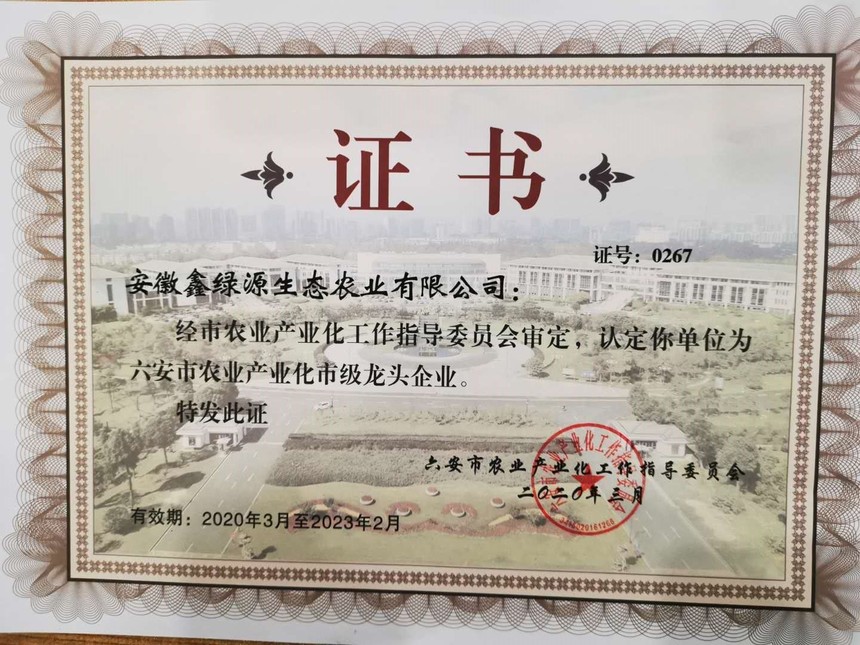 证书
证号：0267
安徽鑫绿源生态农业有限公司：
经市农业产业化工作指导委员会审定，认定你单位为
六安市农业产业化市级龙头企业。
特发此证
六安市农业产业化工作指导委员会
二〇二〇年三月
有效期：2020年3月至2023年2月